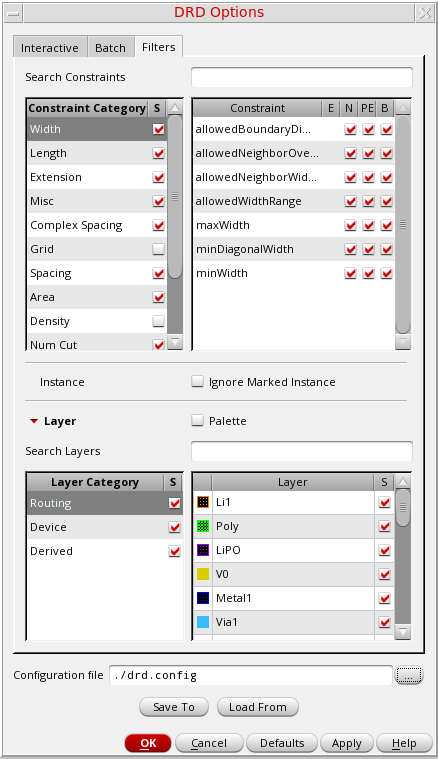 DRD Options
Interactive Batch Filters
Search Constraints
Constraint Category S Constraint E N PE B
Width allowedBoundaryDi...
Length allowedNeighborOve...
Extension allowedNeighborWid...
Misc allowedWidthRange
Complex Spacing maxWidth
Grid minDiagonalWidth
Spacing minWidth
Area
Density
Num Cut
Instance Ignore Marked Instance
Layer Palette
Search Layers
Layer Category S Layer S
Routing Li1
Device Poly
Derived LiPO
V0
Metal1
Via1
Configuration file ./drd.config ...
Save To Load From
OK Cancel Defaults Apply Help